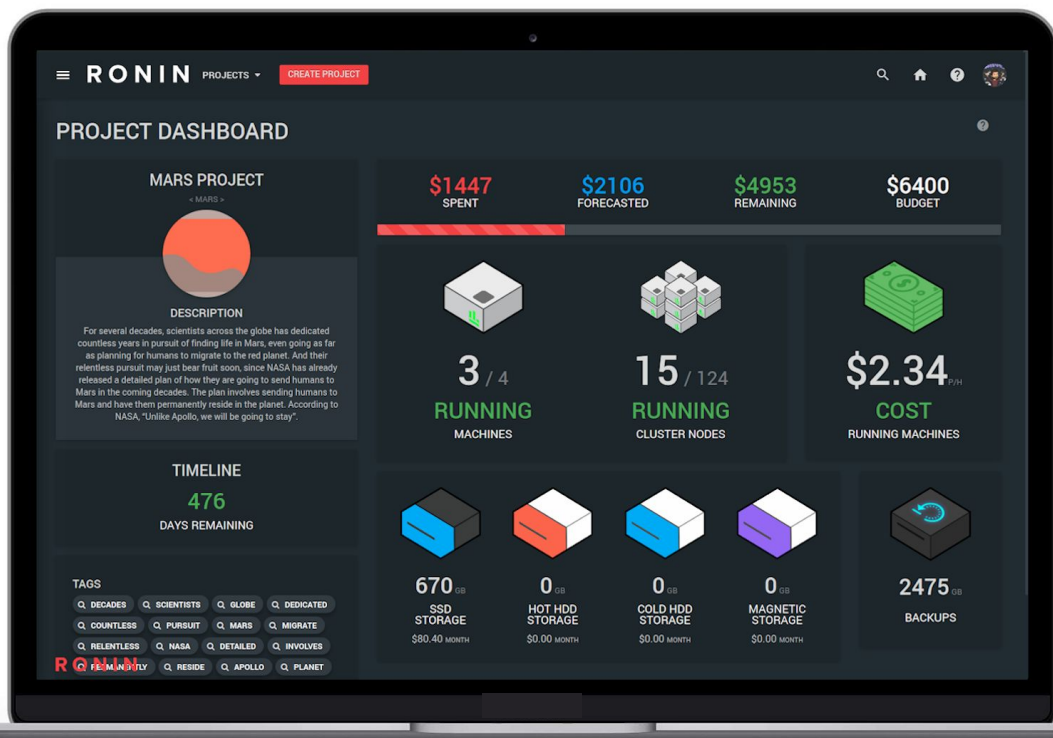 RONIN PROJECTS CREATE PROJECT
PROJECT DASHBOARD
MARS PROJECT
< MARS >
DESCRIPTION
For several decades, scientists across the globe has dedicated
countless years in pursuit of finding life in Mars, even going as far
as planning for humans to migrate to the red planet. And their
relentless pursuit may just bear fruit soon, since NASA has already
released a detailed plan of how they are going to send humans to
Mars in the coming decades. The plan involves sending humans to
Mars and have them permanently reside in the planet. According to
NASA, "Unlike Apollo, we will be going to stay".
TIMELINE
476
DAYS REMAINING
TAGS
DECADES SCIENTISTS GLOBE DEDICATED
COUNTLESS PURSUIT MARS MIGRATE
RELENTLESS NASA DETAILED INVOLVES
RESIDE APOLLO PLANET
RONIN
$1447 $2106 $4953 $6400
SPENT FORECASTED REMAINING BUDGET
3 / 4 15 / 124 $2.34 P/H
RUNNING RUNNING COST
MACHINES CLUSTER NODES RUNNING MACHINES
670 GB 0 GB 0 GB 0 GB 2475 GB
SSD HOT HDD COLD HDD MAGNETIC BACKUPS
STORAGE STORAGE STORAGE STORAGE
$80.40 MONTH $0.00 MONTH $0.00 MONTH $0.00 MONTH